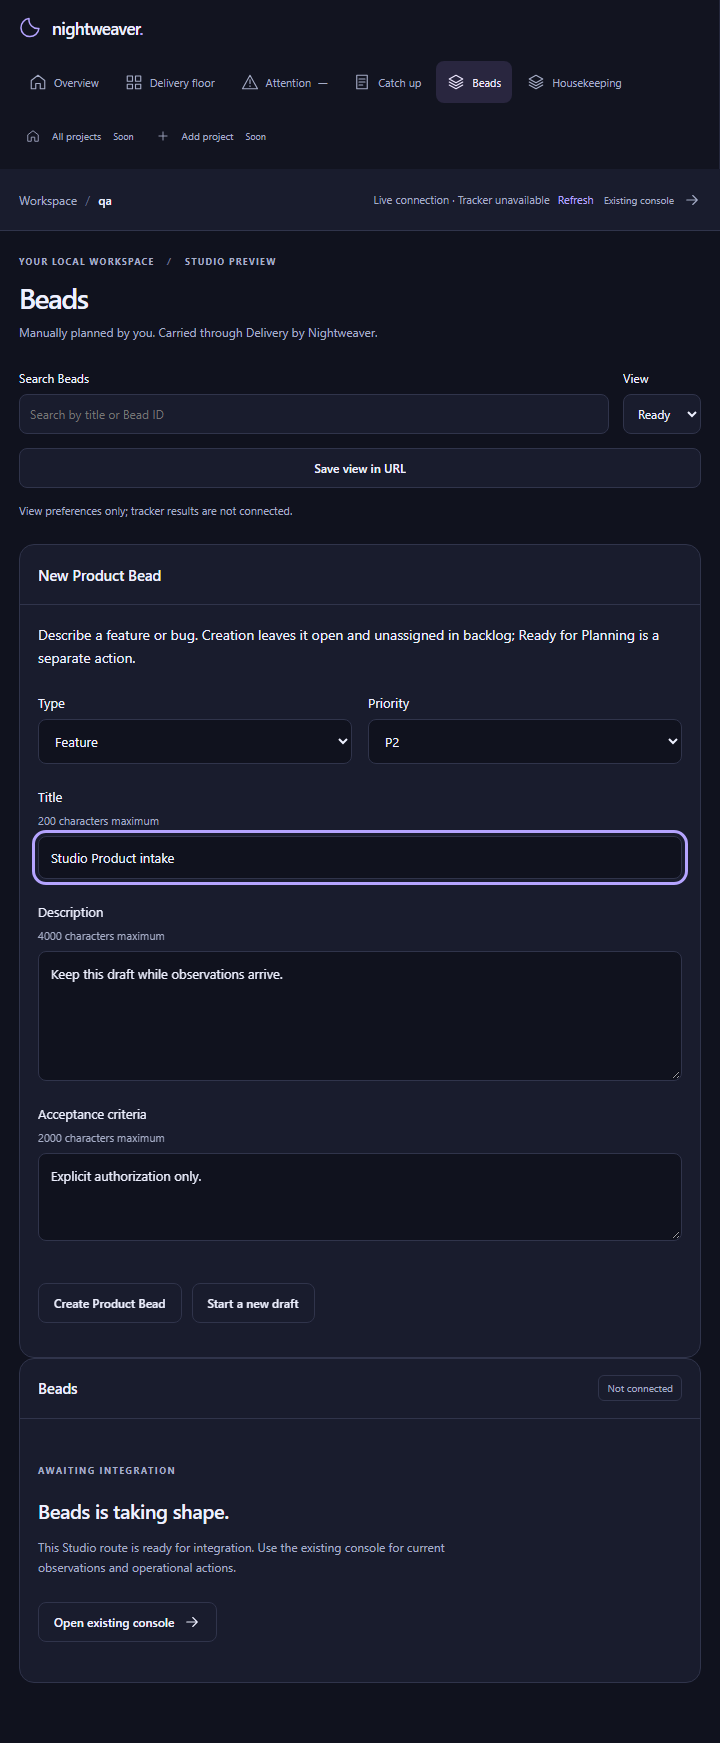 nightweaver.
Overview
Delivery floor
Attention —
Catch up
Beads
Housekeeping
All projects Soon
Add project Soon
Workspace / qa
Live connection · Tracker unavailable Refresh Existing console
YOUR LOCAL WORKSPACE / STUDIO PREVIEW
Beads
Manually planned by you. Carried through Delivery by Nightweaver.
Search Beads
View
Search by title or Bead ID
Ready
Save view in URL
View preferences only; tracker results are not connected.
New Product Bead
Describe a feature or bug. Creation leaves it open and unassigned in backlog; Ready for Planning is a
separate action.
Type
Priority
Feature
P2
Title
200 characters maximum
Studio Product intake
Description
4000 characters maximum
Keep this draft while observations arrive.
Acceptance criteria
2000 characters maximum
Explicit authorization only.
Create Product Bead
Start a new draft
Beads
Not connected
AWAITING INTEGRATION
Beads is taking shape.
This Studio route is ready for integration. Use the existing console for current
observations and operational actions.
Open existing console